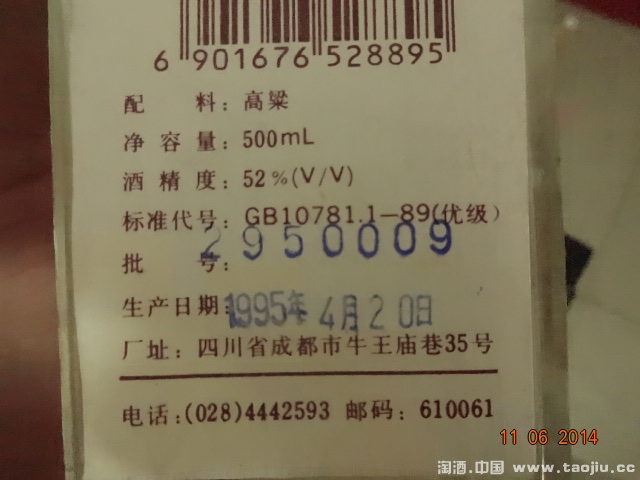 6 901676 528895
配 料：高粱
净 容 量：500mL
酒 精 度：52%(V/V)
标准代号：GB10781.1-89(优级)
2950009
批 号：
生产日期：1995年4月20日
厂址：四川省成都市牛王庙巷35号
电话：(028)4442593 邮码：610061
11 06 2014
淘酒.中国 www.taojiu.cc